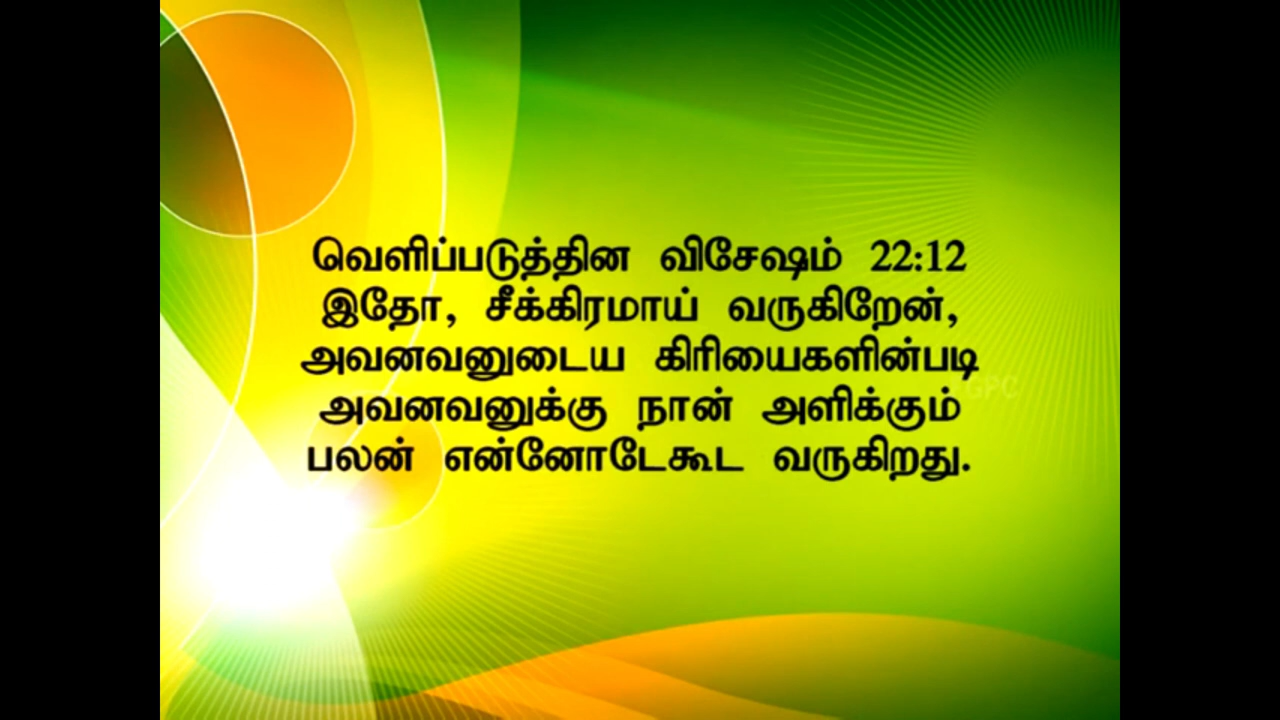 வெளிப்படுத்தின விசேஷம் 22:12
இதோ, சீக்கிரமாய் வருகிறேன்,
அவனவனுடைய கிரியைகளின்படி
அவனவனுக்கு நான் அளிக்கும்
பலன் என்னோடேகூட வருகிறது.